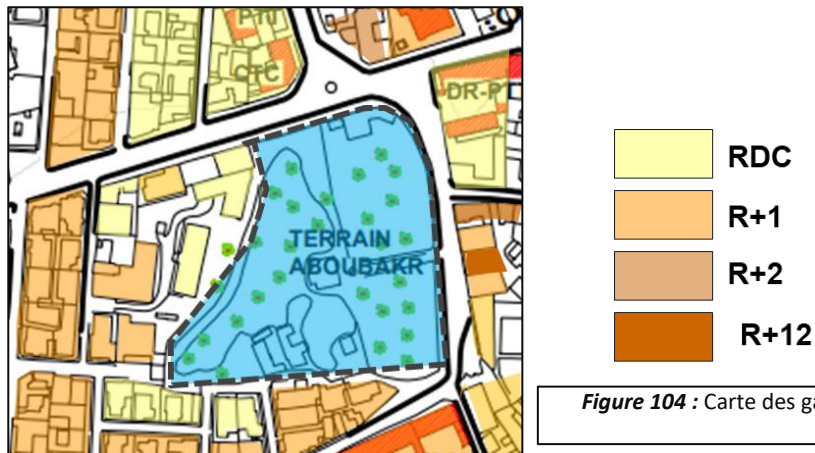 PTT
CTC
DR-PT
TERRAIN
ABOUBAKR
RDC
R+1
R+2
R+12
Figure 104 : Carte des ga